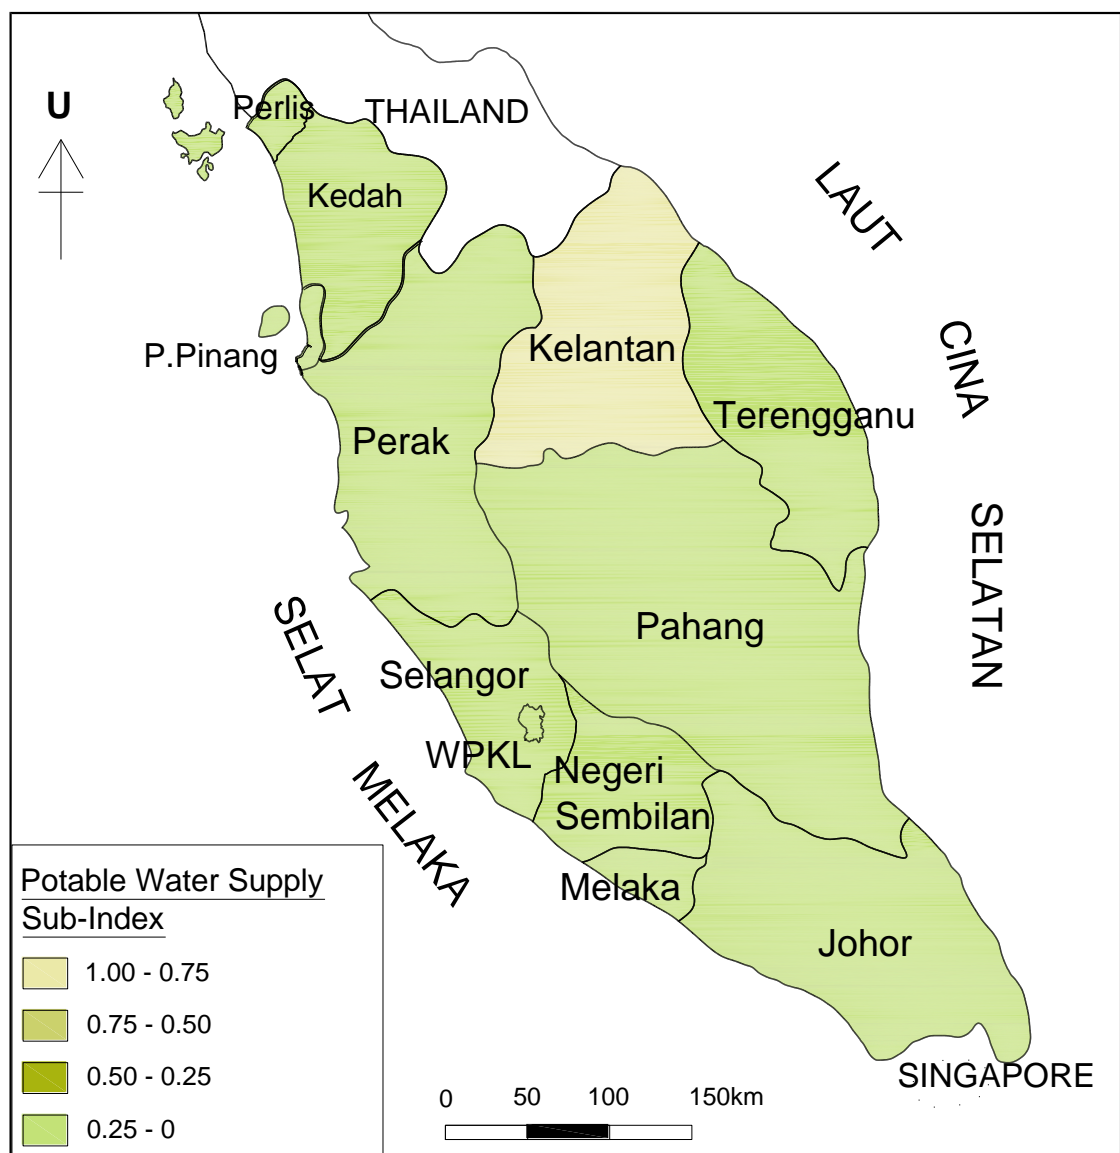 U
Perlis
THAILAND
Kedah
LAUT
CINA
SELATAN
P.Pinang
Kelantan
Terengganu
Perak
Pahang
SELAT
MELAKA
Selangor
WPKL
Negeri
Sembilan
Melaka
Johor
SINGAPORE
Potable Water Supply
Sub-Index
1.00 - 0.75
0.75 - 0.50
0.50 - 0.25
0.25 - 0
0 50 100 150km